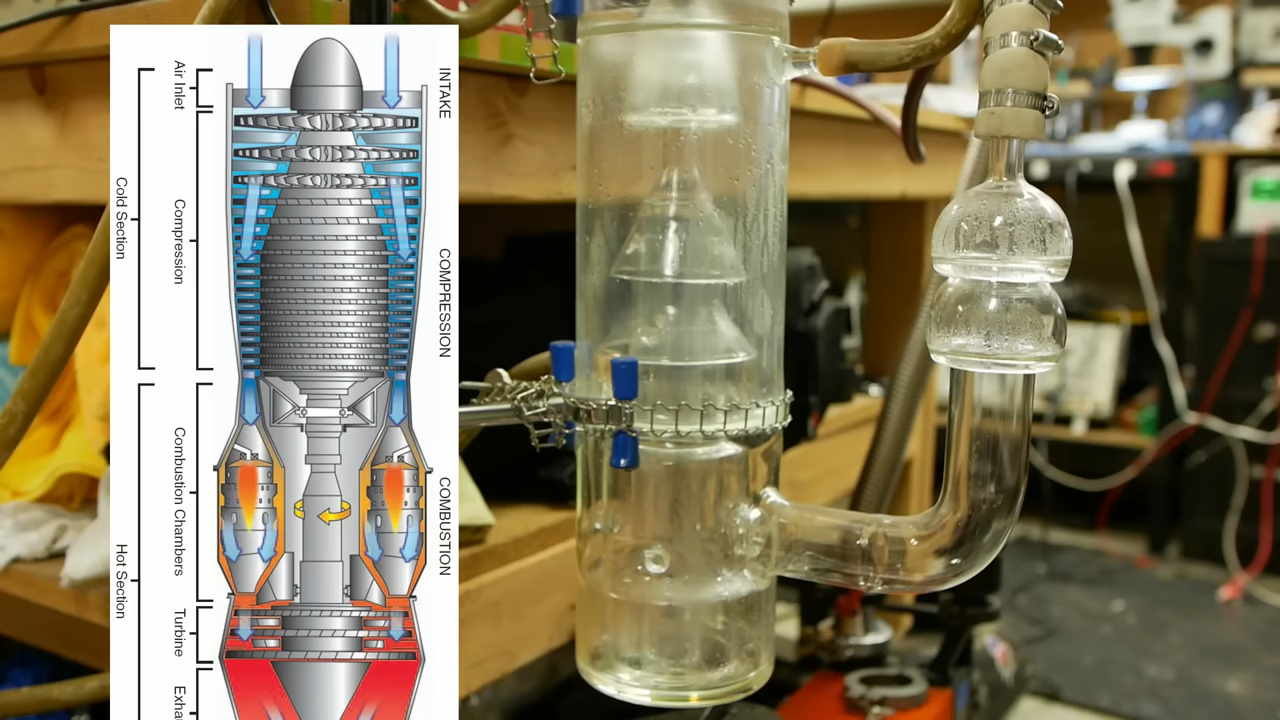 INTAKE
COMPRESSION
COMBUSTION
Air Inlet
Compression
Combustion Chambers
Turbine
Cold Section
Hot Section